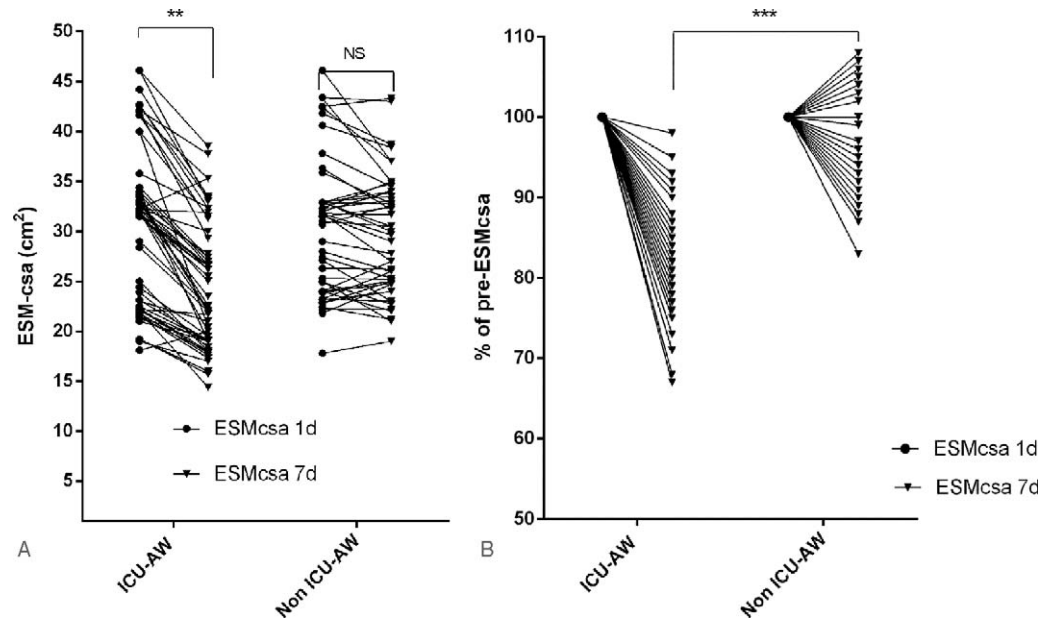 **
50
45
40
35
30
25
20
15
10
5
ESM-csa (cm²)
NS
ESMcsa 1d
ESMcsa 7d
ICU-AW
Non ICU-AW
A
***
110
100
90
80
70
60
50
% of pre-ESMcsa
ESMcsa 1d
ESMcsa 7d
ICU-AW
Non ICU-AW
B